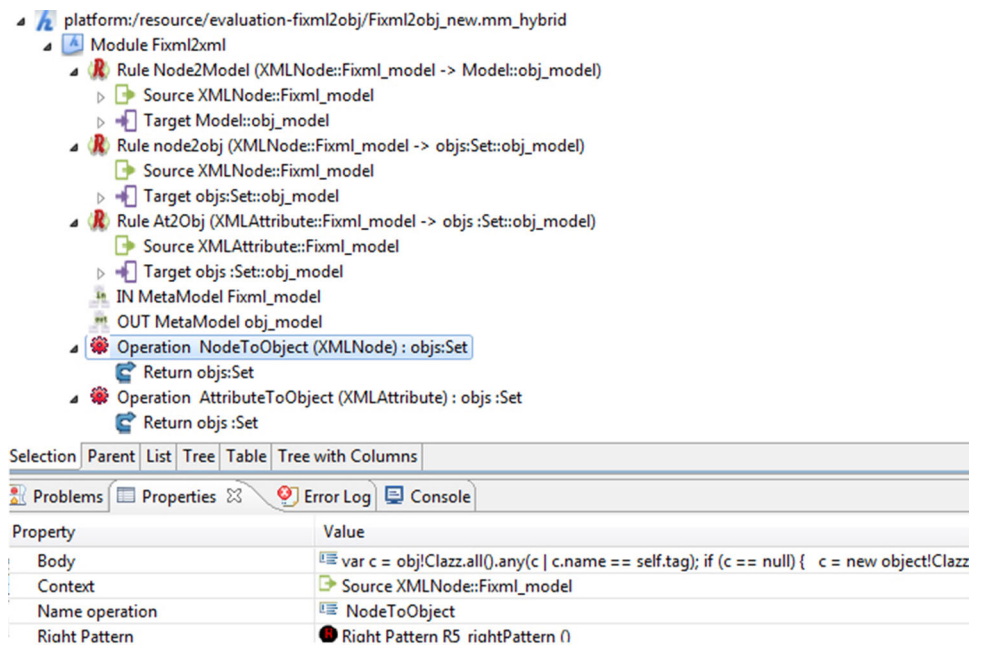 platform:/resource/evaluation-fixml2obj/Fixml2obj_new.mm_hybrid
Module Fixml2xml
Rule Node2Model (XMLNode::Fixml_model -> Model::obj_model)
Source XMLNode::Fixml_model
Target Model::obj_model
Rule node2obj (XMLNode::Fixml_model -> objs:Set::obj_model)
Source XMLNode::Fixml_model
Target objs:Set::obj_model
Rule At2Obj (XMLAttribute::Fixml_model -> objs :Set::obj_model)
Source XMLAttribute::Fixml_model
Target objs :Set::obj_model
IN MetaModel Fixml_model
OUT MetaModel obj_model
Operation NodeToObject (XMLNode) : objs:Set
Return objs:Set
Operation AttributeToObject (XMLAttribute) : objs :Set
Return objs :Set
Selection Parent List Tree Table Tree with Columns
Problems Properties Error Log Console
Property Value
Body var c = obj!Clazz.all().any(c | c.name == self.tag); if (c == null) { c = new object!Clazz
Context Source XMLNode::Fixml_model
Name operation NodeToObject
Right Pattern Right Pattern R5_rightPattern ()